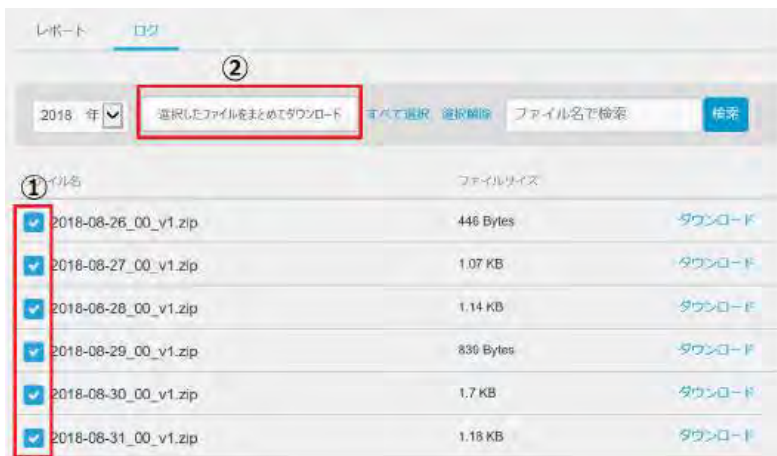 レポート ログ
②
2018 年 選択したファイルをまとめてダウンロード すべて選択 選択解除 ファイル名で検索 検索
① イル名 ファイルサイズ
2018-08-26_00_v1.zip 446 Bytes ダウンロード
2018-08-27_00_v1.zip 1.07 KB ダウンロード
2018-08-28_00_v1.zip 1.14 KB ダウンロード
2018-08-29_00_v1.zip 839 Bytes ダウンロード
2018-08-30_00_v1.zip 1.7 KB ダウンロード
2018-08-31_00_v1.zip 1.18 KB ダウンロード